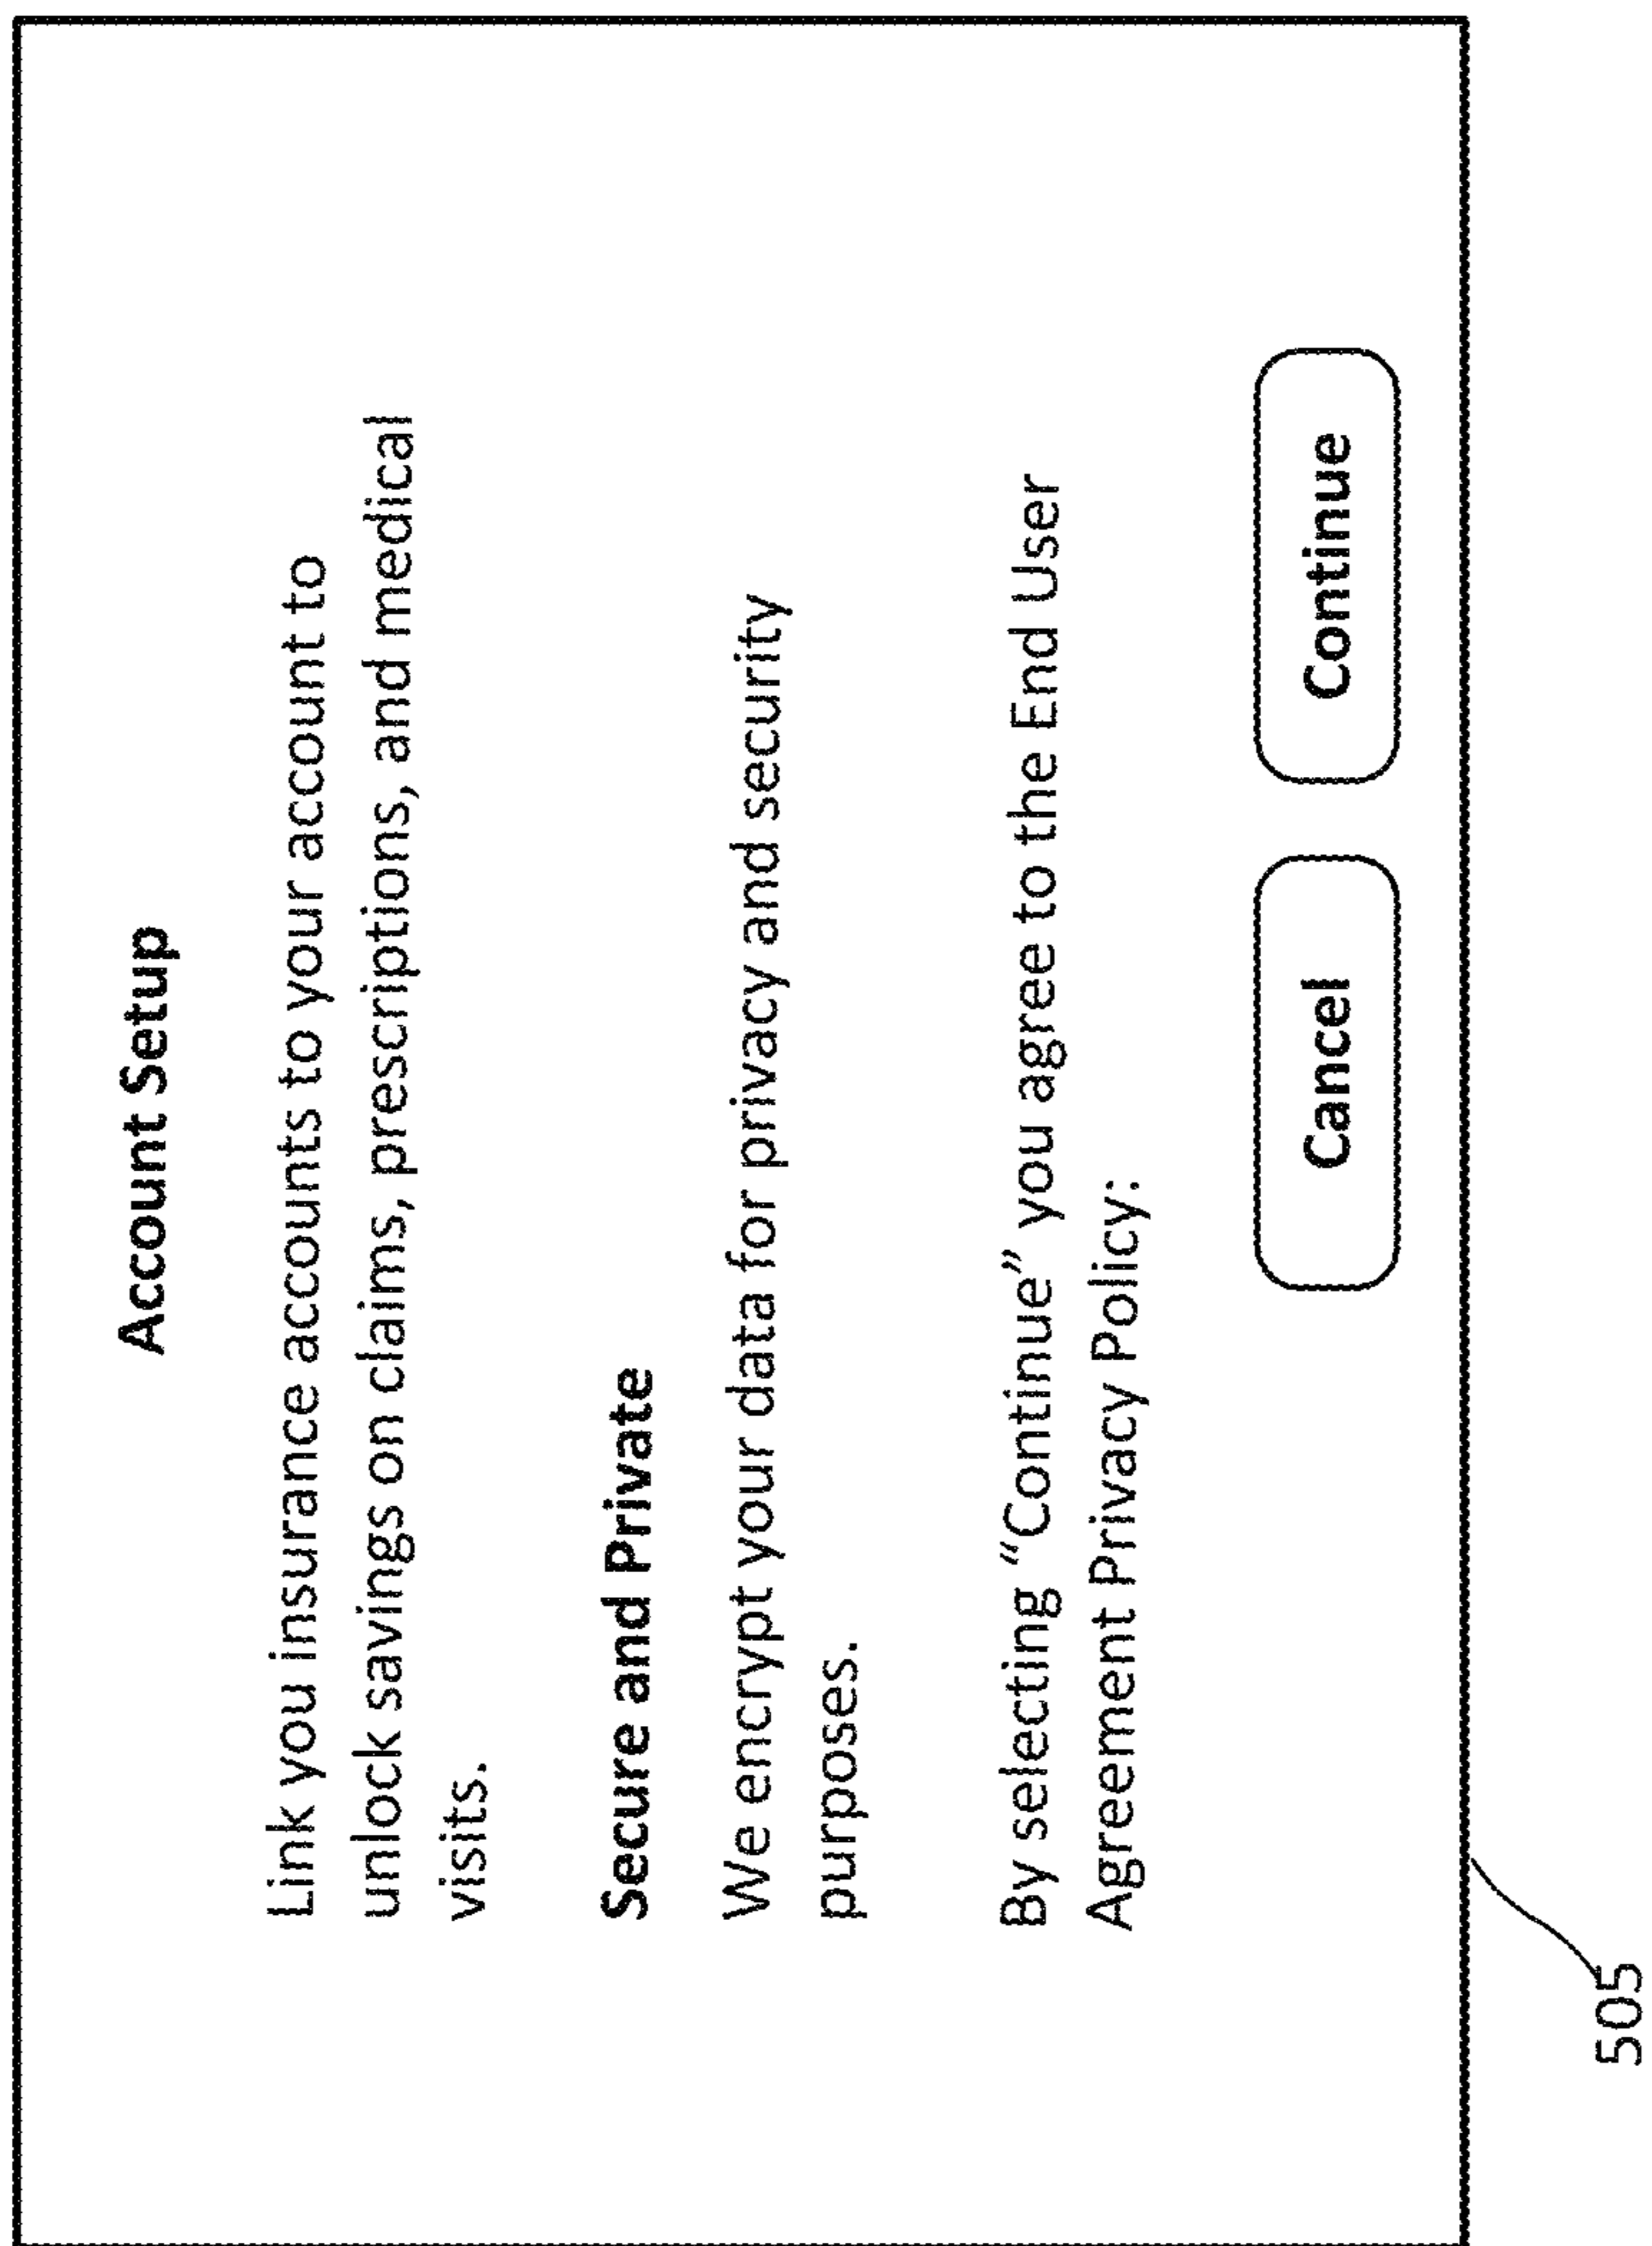 Account Setup
Link you insurance accounts to your account to
unlock savings on claims, prescriptions, and medical
visits.
Secure and Private
We encrypt your data for privacy and security
purposes.
By selecting “Continue” you agree to the End User
Agreement Privacy Policy:
Cancel
Continue
505